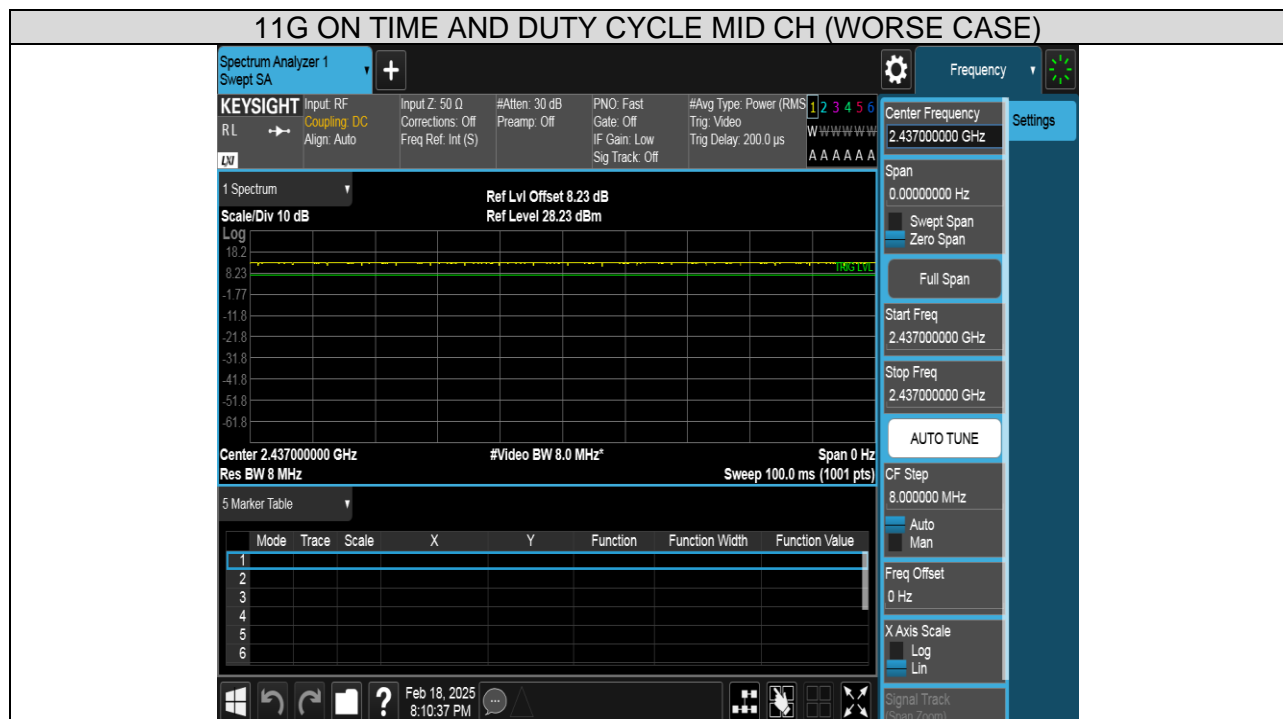 11G ON TIME AND DUTY CYCLE MID CH (WORSE CASE)
Spectrum Analyzer 1
Swept SA
+
Frequency
KEYSIGHT
RL
LXI
Input: RF
Coupling: DC
Align: Auto
Input Z: 50 Ω
Corrections: Off
Freq Ref: Int (S)
#Atten: 30 dB
Preamp: Off
PNO: Fast
Gate: Off
IF Gain: Low
Sig Track: Off
#Avg Type: Power (RMS
Trig: Video
Trig Delay: 200.0 µs
1 2 3 4 5 6
W W W W W W
A A A A A A
1 Spectrum
Scale/Div 10 dB
Ref Lvl Offset 8.23 dB
Ref Level 28.23 dBm
Log
18.2
8.23
-1.77
-11.8
-21.8
-31.8
-41.8
-51.8
-61.8
TRIG LVL
Center 2.437000000 GHz
#Video BW 8.0 MHz*
Span 0 Hz
Res BW 8 MHz
Sweep 100.0 ms (1001 pts)
5 Marker Table
Mode Trace Scale X Y Function Function Width Function Value
1
2
3
4
5
6
Center Frequency
2.437000000 GHz
Settings
Span
0.00000000 Hz
Swept Span
Zero Span
Full Span
Start Freq
2.437000000 GHz
Stop Freq
2.437000000 GHz
AUTO TUNE
CF Step
8.000000 MHz
Auto
Man
Freq Offset
0 Hz
X Axis Scale
Log
Lin
Signal Track
(Span Zoom)
?
Feb 18, 2025
8:10:37 PM